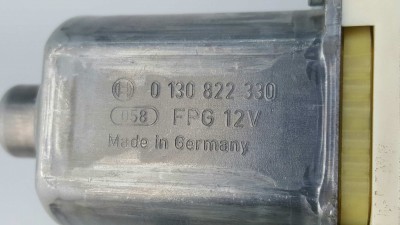 0 130 822 330
058 FPG 12V
Made in Germany